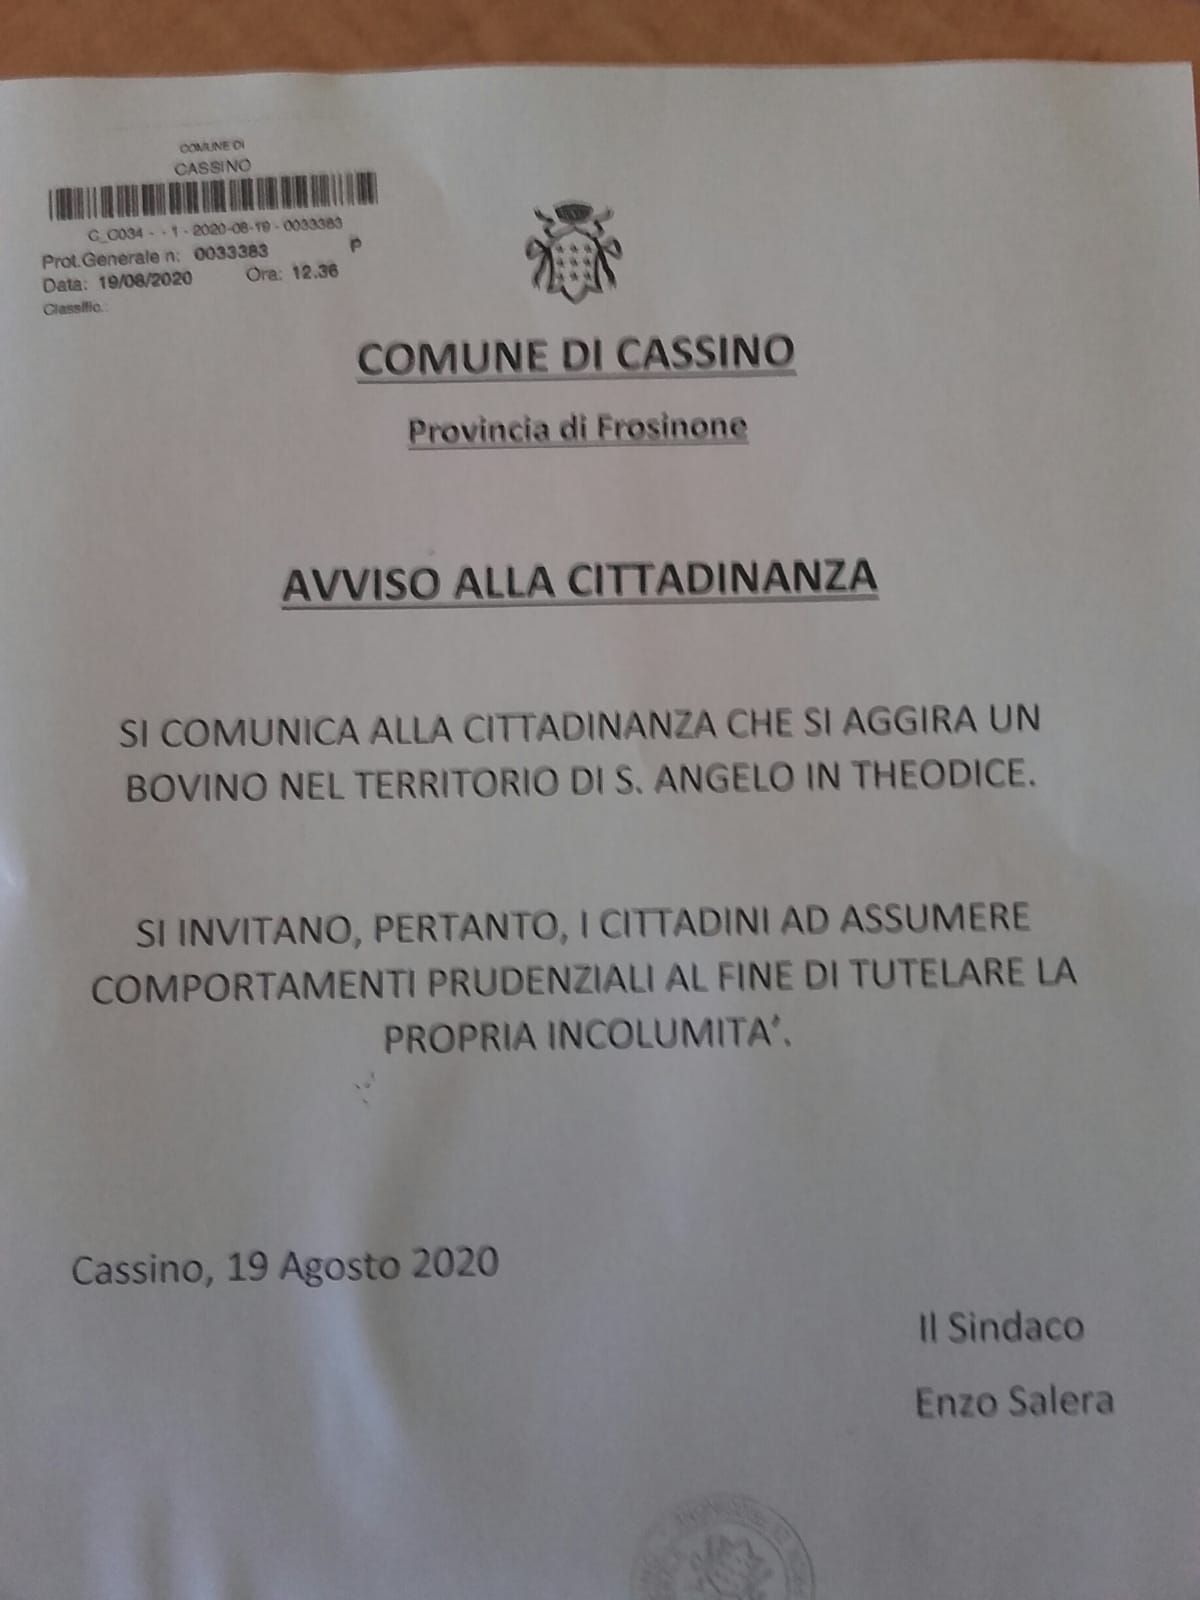 COMUNE DI
CASSINO
C_C034 - - 1 - 2020-08-19 - 0033383
Prot.Generale n: 0033383 P
Data: 19/08/2020 Ora: 12.36
Classific.:
COMUNE DI CASSINO
Provincia di Frosinone
AVVISO ALLA CITTADINANZA
SI COMUNICA ALLA CITTADINANZA CHE SI AGGIRA UN
BOVINO NEL TERRITORIO DI S. ANGELO IN THEODICE.
SI INVITANO, PERTANTO, I CITTADINI AD ASSUMERE
COMPORTAMENTI PRUDENZIALI AL FINE DI TUTELARE LA
PROPRIA INCOLUMITA’.
Cassino, 19 Agosto 2020
Il Sindaco
Enzo Salera